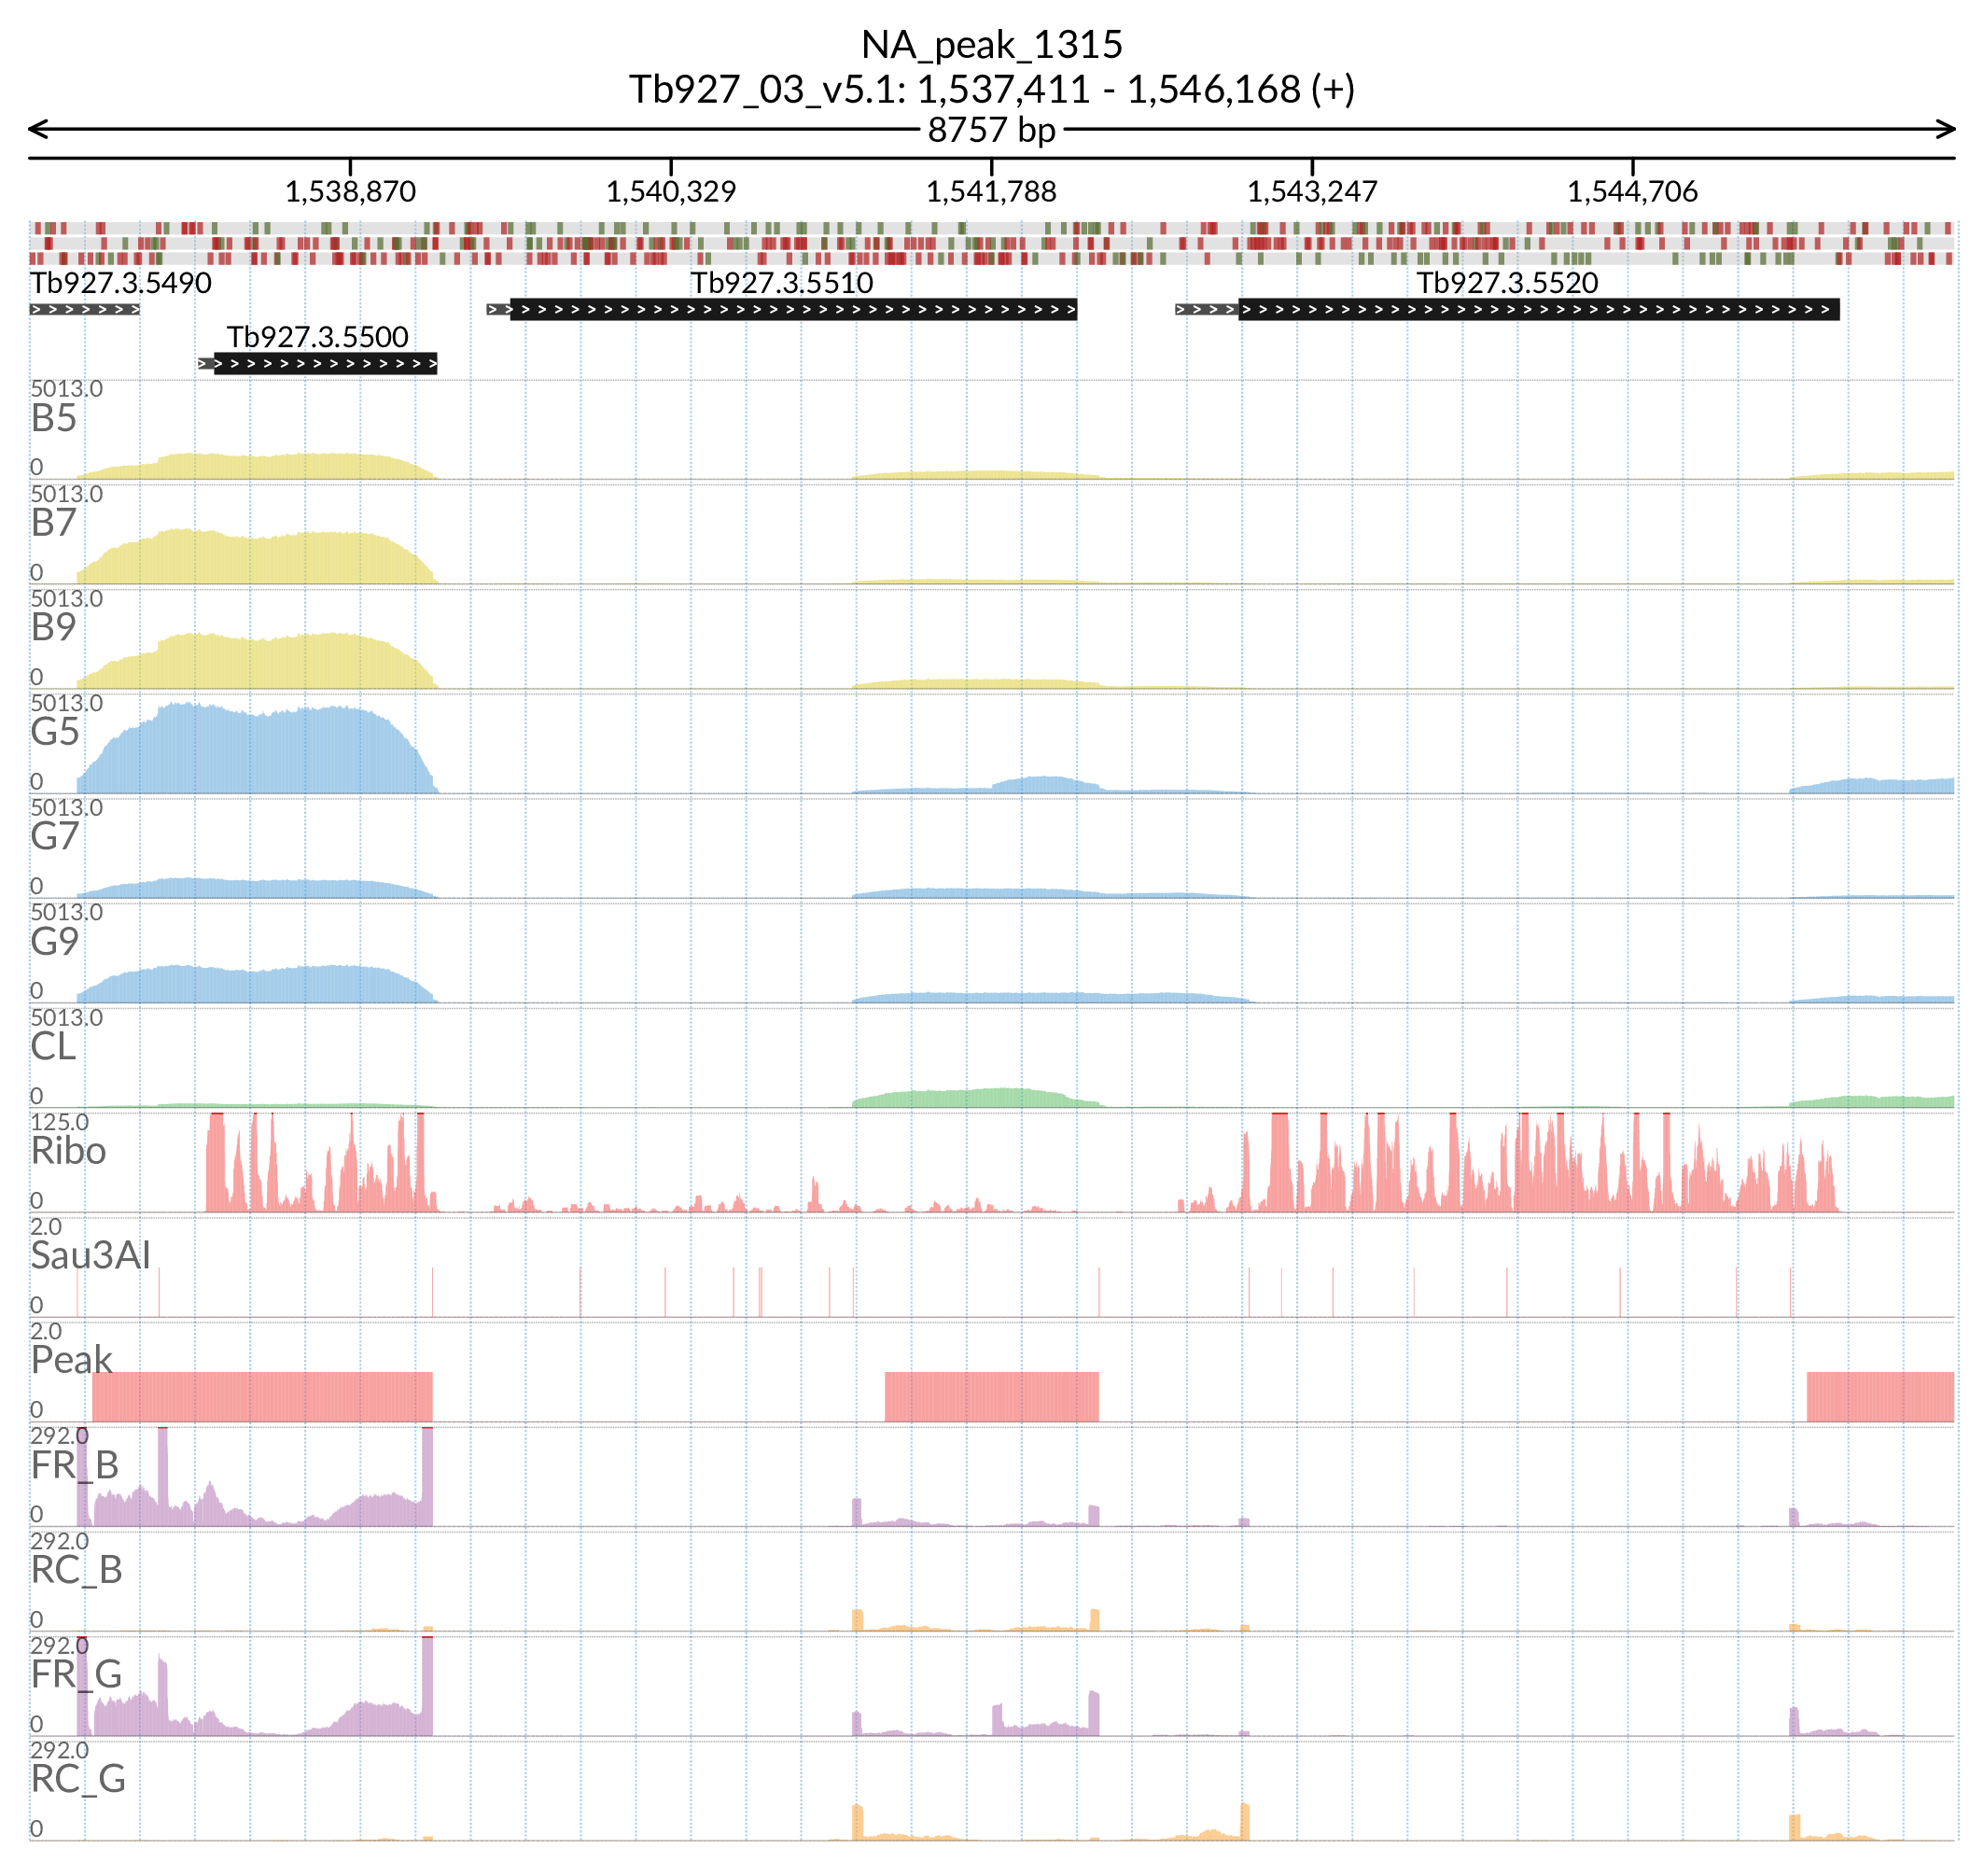 NA_peak_1315
Tb927_03_v5.1: 1,537,411 - 1,546,168 (+)
8757 bp
1,538,870 1,540,329 1,541,788 1,543,247 1,544,706
Tb927.3.5490 Tb927.3.5510 Tb927.3.5520
Tb927.3.5500
5013.0
B5
0
5013.0
B7
0
5013.0
B9
0
5013.0
G5
0
5013.0
G7
0
5013.0
G9
0
5013.0
CL
0
125.0
Ribo
0
2.0
Sau3AI
0
2.0
Peak
0
292.0
FR_B
0
292.0
RC_B
0
292.0
FR_G
0
292.0
RC_G
0